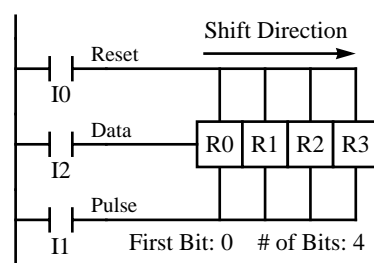 Shift Direction
Reset
I0
Data
R0 R1 R2 R3
I2
Pulse
I1
First Bit: 0 # of Bits: 4